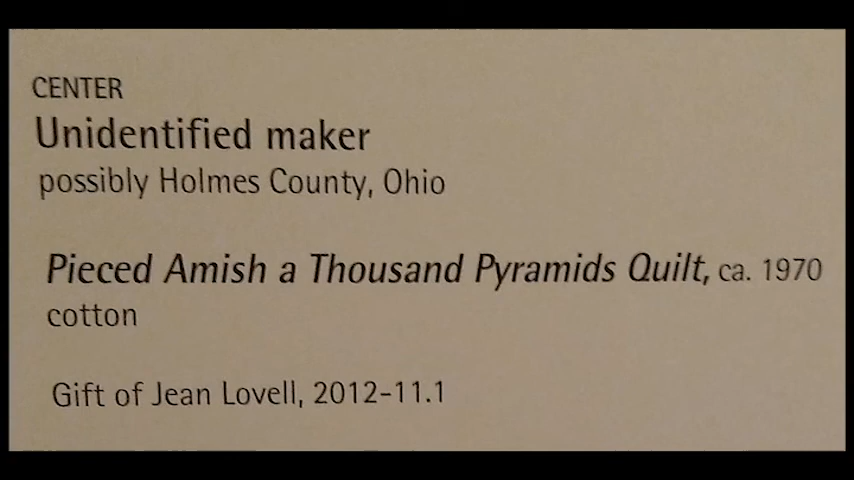 CENTER
Unidentified maker
possibly Holmes County, Ohio
Pieced Amish a Thousand Pyramids Quilt, ca. 1970
cotton
Gift of Jean Lovell, 2012-11.1